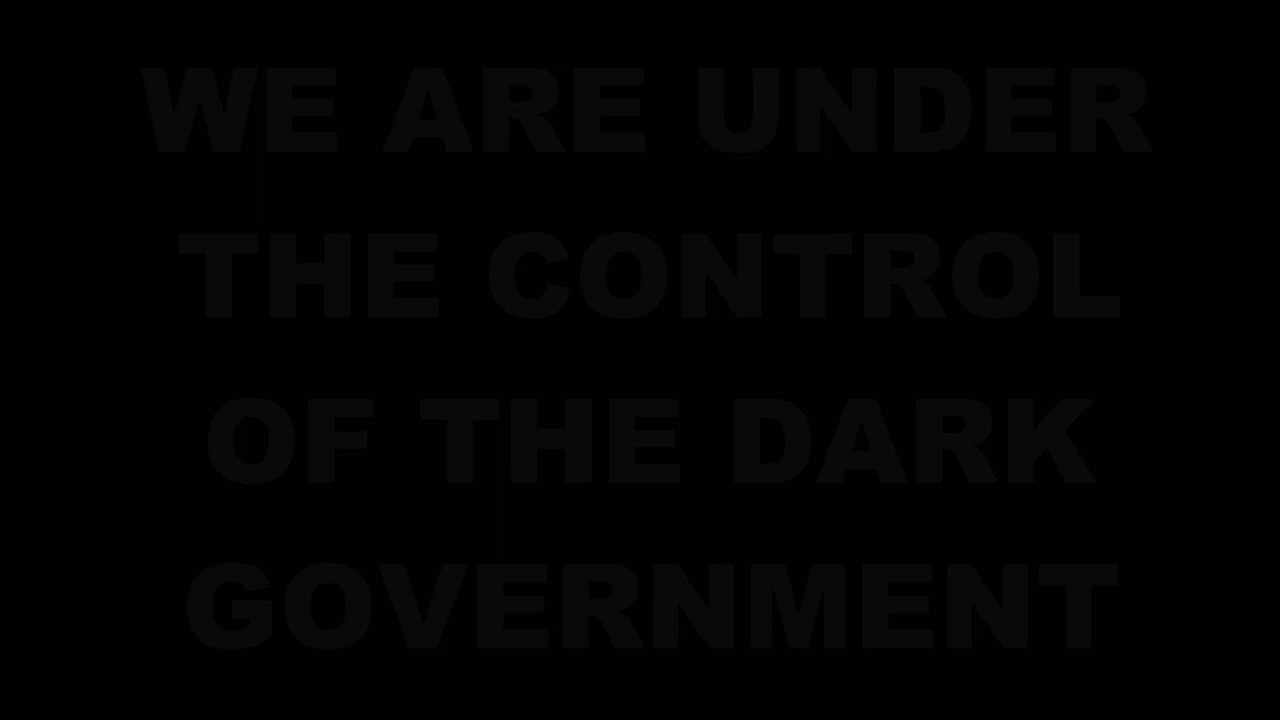 WE ARE UNDER
THE CONTROL
OF THE DARK
GOVERNMENT